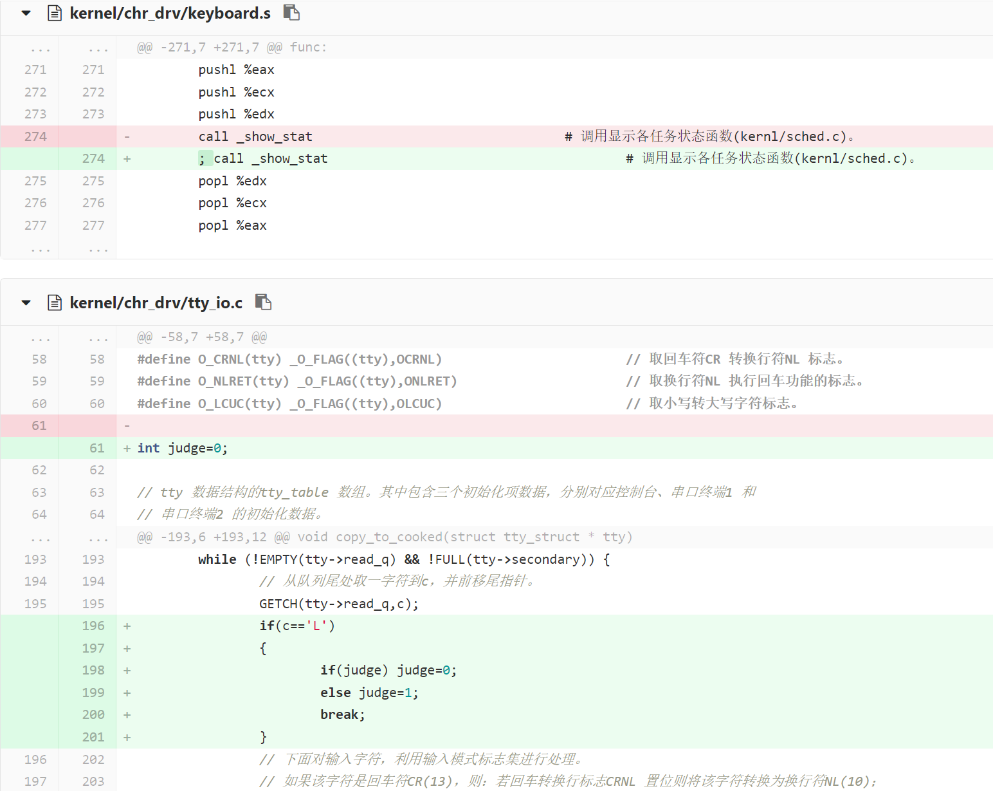 kernel/chr_drv/keyboard.s
... ... @@ -271,7 +271,7 @@ func:
271 271 pushl %eax
272 272 pushl %ecx
273 273 pushl %edx
274 - call _show_stat # 调用显示各任务状态函数(kernl/sched.c)。
274 + ; call _show_stat # 调用显示各任务状态函数(kernl/sched.c)。
275 275 popl %edx
276 276 popl %ecx
277 277 popl %eax
... ...
kernel/chr_drv/tty_io.c
... ... @@ -58,7 +58,7 @@
58 58 #define O_CRNL(tty) _O_FLAG((tty),OCRNL) // 取回车符CR 转换行符NL 标志。
59 59 #define O_NLRET(tty) _O_FLAG((tty),ONLRET) // 取换行符NL 执行回车功能的标志。
60 60 #define O_LCUC(tty) _O_FLAG((tty),OLCUC) // 取小写转大写字符标志。
61 -
61 + int judge=0;
62 62
63 63 // tty 数据结构的tty_table 数组。其中包含三个初始化项数据，分别对应控制台、串口终端1 和
64 64 // 串口终端2 的初始化数据。
... ... @@ -193,6 +193,12 @@ void copy_to_cooked(struct tty_struct * tty)
193 193 while (!EMPTY(tty->read_q) && !FULL(tty->secondary)) {
194 194 // 从队列尾处取一字符到c，并前移尾指针。
195 195 GETCH(tty->read_q,c);
196 + if(c=='L')
197 + {
198 + if(judge) judge=0;
199 + else judge=1;
200 + break;
201 + }
196 202 // 下面对输入字符，利用输入模式标志集进行处理。
197 203 // 如果该字符是回车符CR(13)，则：若回车转换行标志CRNL 置位则将该字符转换为换行符NL(10)；